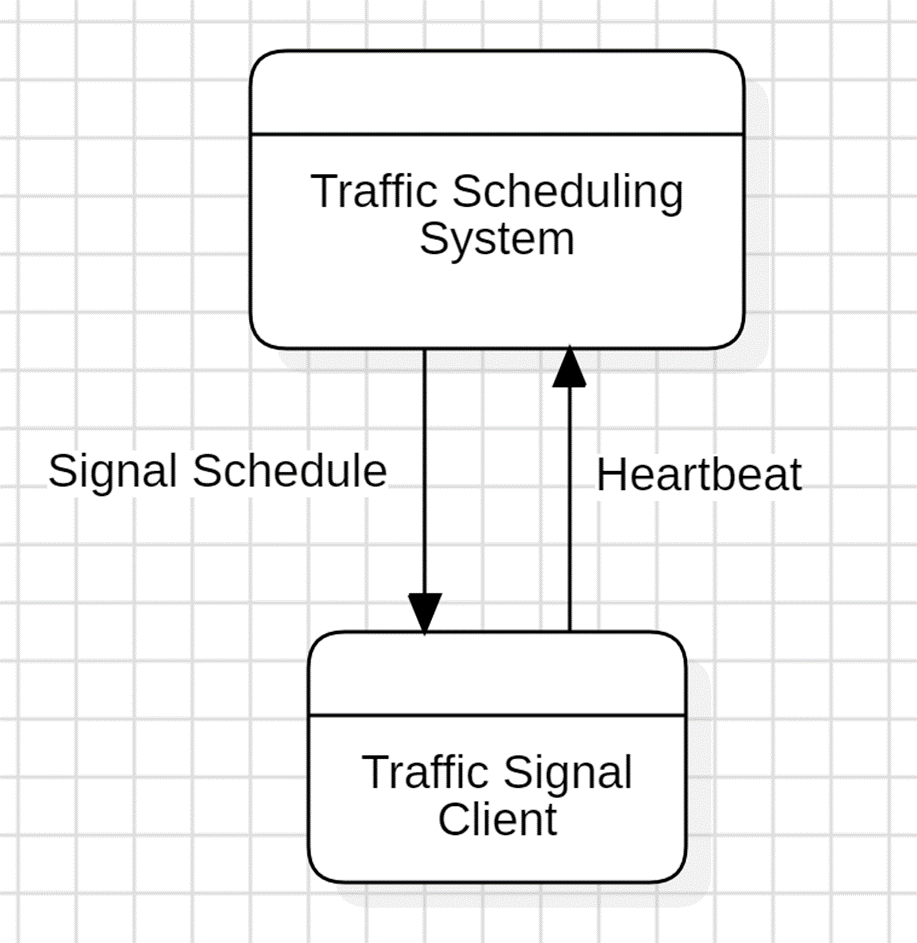 Traffic Scheduling
System
Signal Schedule
Heartbeat
Traffic Signal
Client